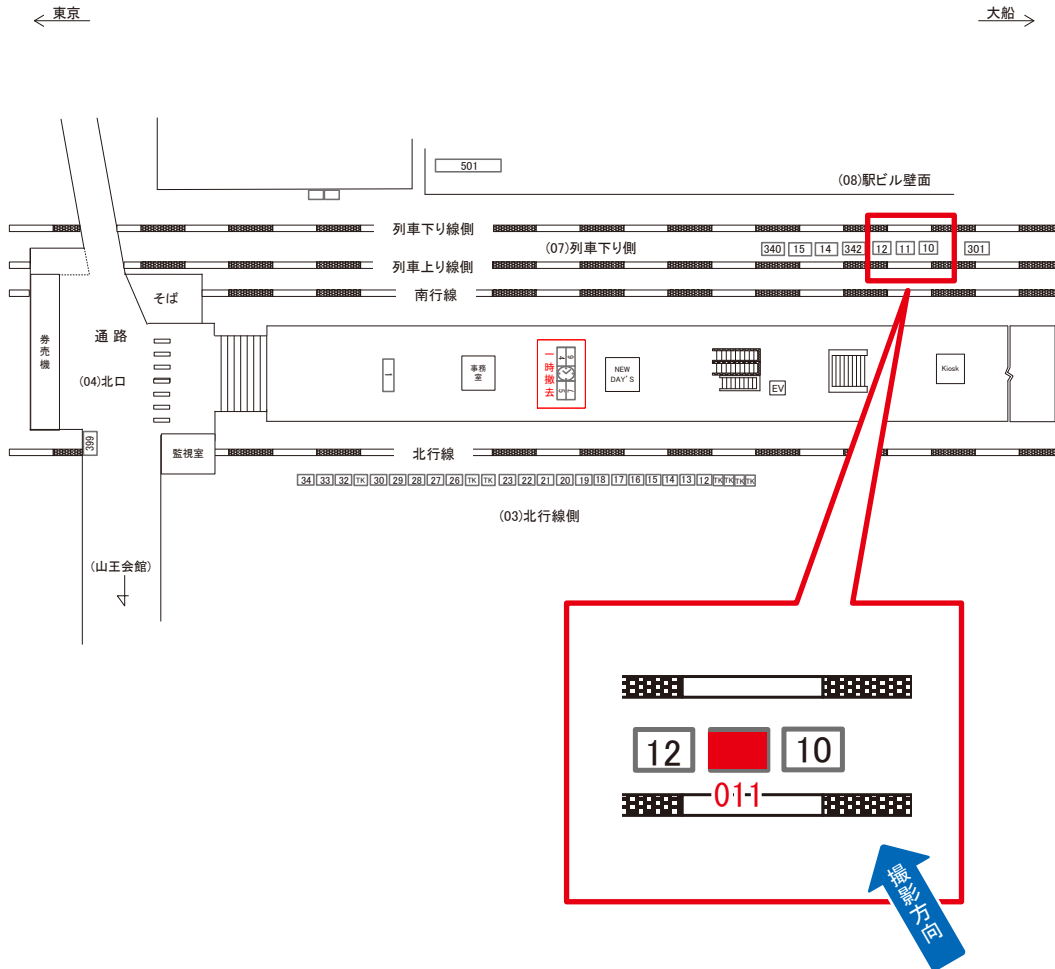 東京
大船
501
(08)駅ビル壁面
列車下り線側
(07)列車下り側
340 15 14 342 12 11 10 301
列車上り線側
南行線
そば
券売機
通路
(04)北口
1
事務室
一時撤去
9 4 7 5
NEW DAY'S
EV
Kiosk
399
監視室
北行線
34 33 32 TK 30 29 28 27 26 TK TK 23 22 21 20 19 18 17 16 15 14 13 12 TK TK TK TK
(03)北行線側
(山王会館)
12 10
011
撮影方向